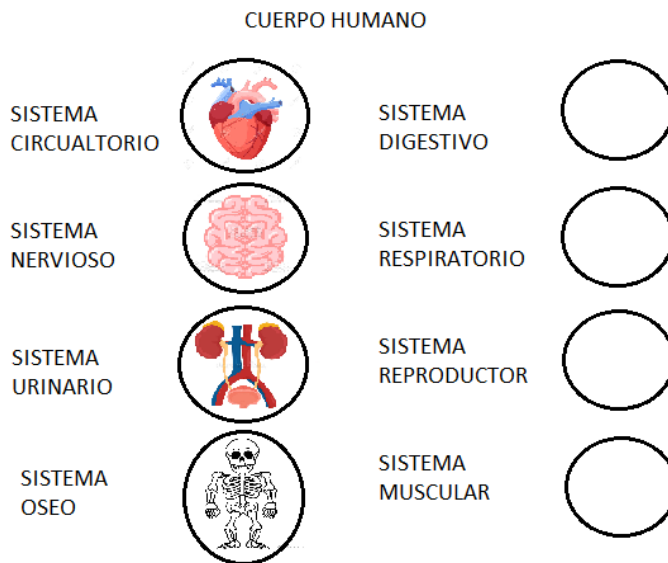 CUERPO HUMANO
SISTEMA
CIRCUALTORIO
SISTEMA
NERVIOSO
SISTEMA
URINARIO
SISTEMA
OSEO
SISTEMA
DIGESTIVO
SISTEMA
RESPIRATORIO
SISTEMA
REPRODUCTOR
SISTEMA
MUSCULAR